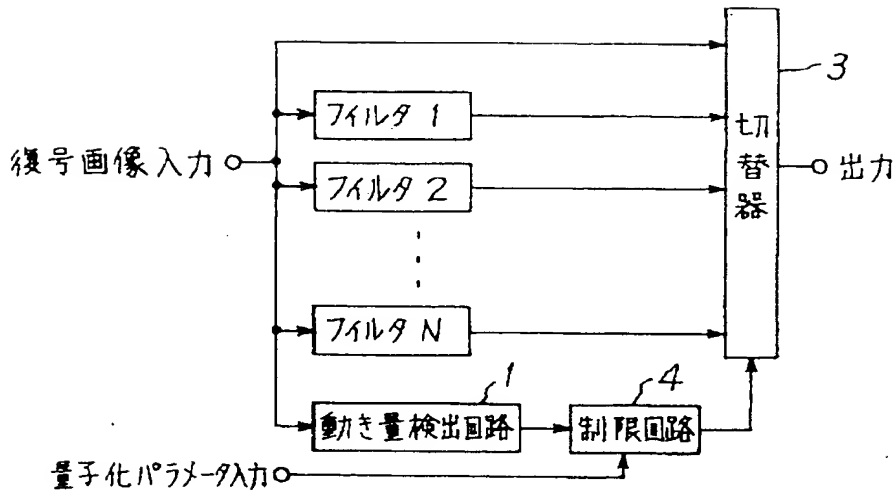 3
フィルタ 1
切替器
復号画像入力
フィルタ 2
出力
フィルタ N
1
4
動き量検出回路
制限回路
量子化パラメータ入力